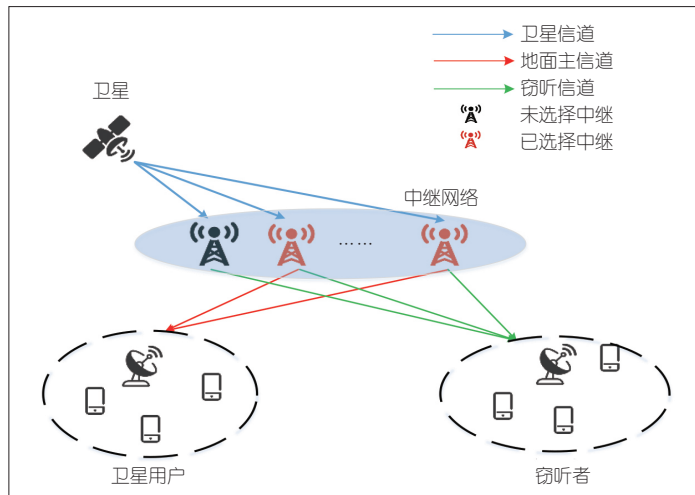 卫星信道
地面主信道
窃听信道
未选择中继
已选择中继
卫星
中继网络
……
卫星用户
窃听者